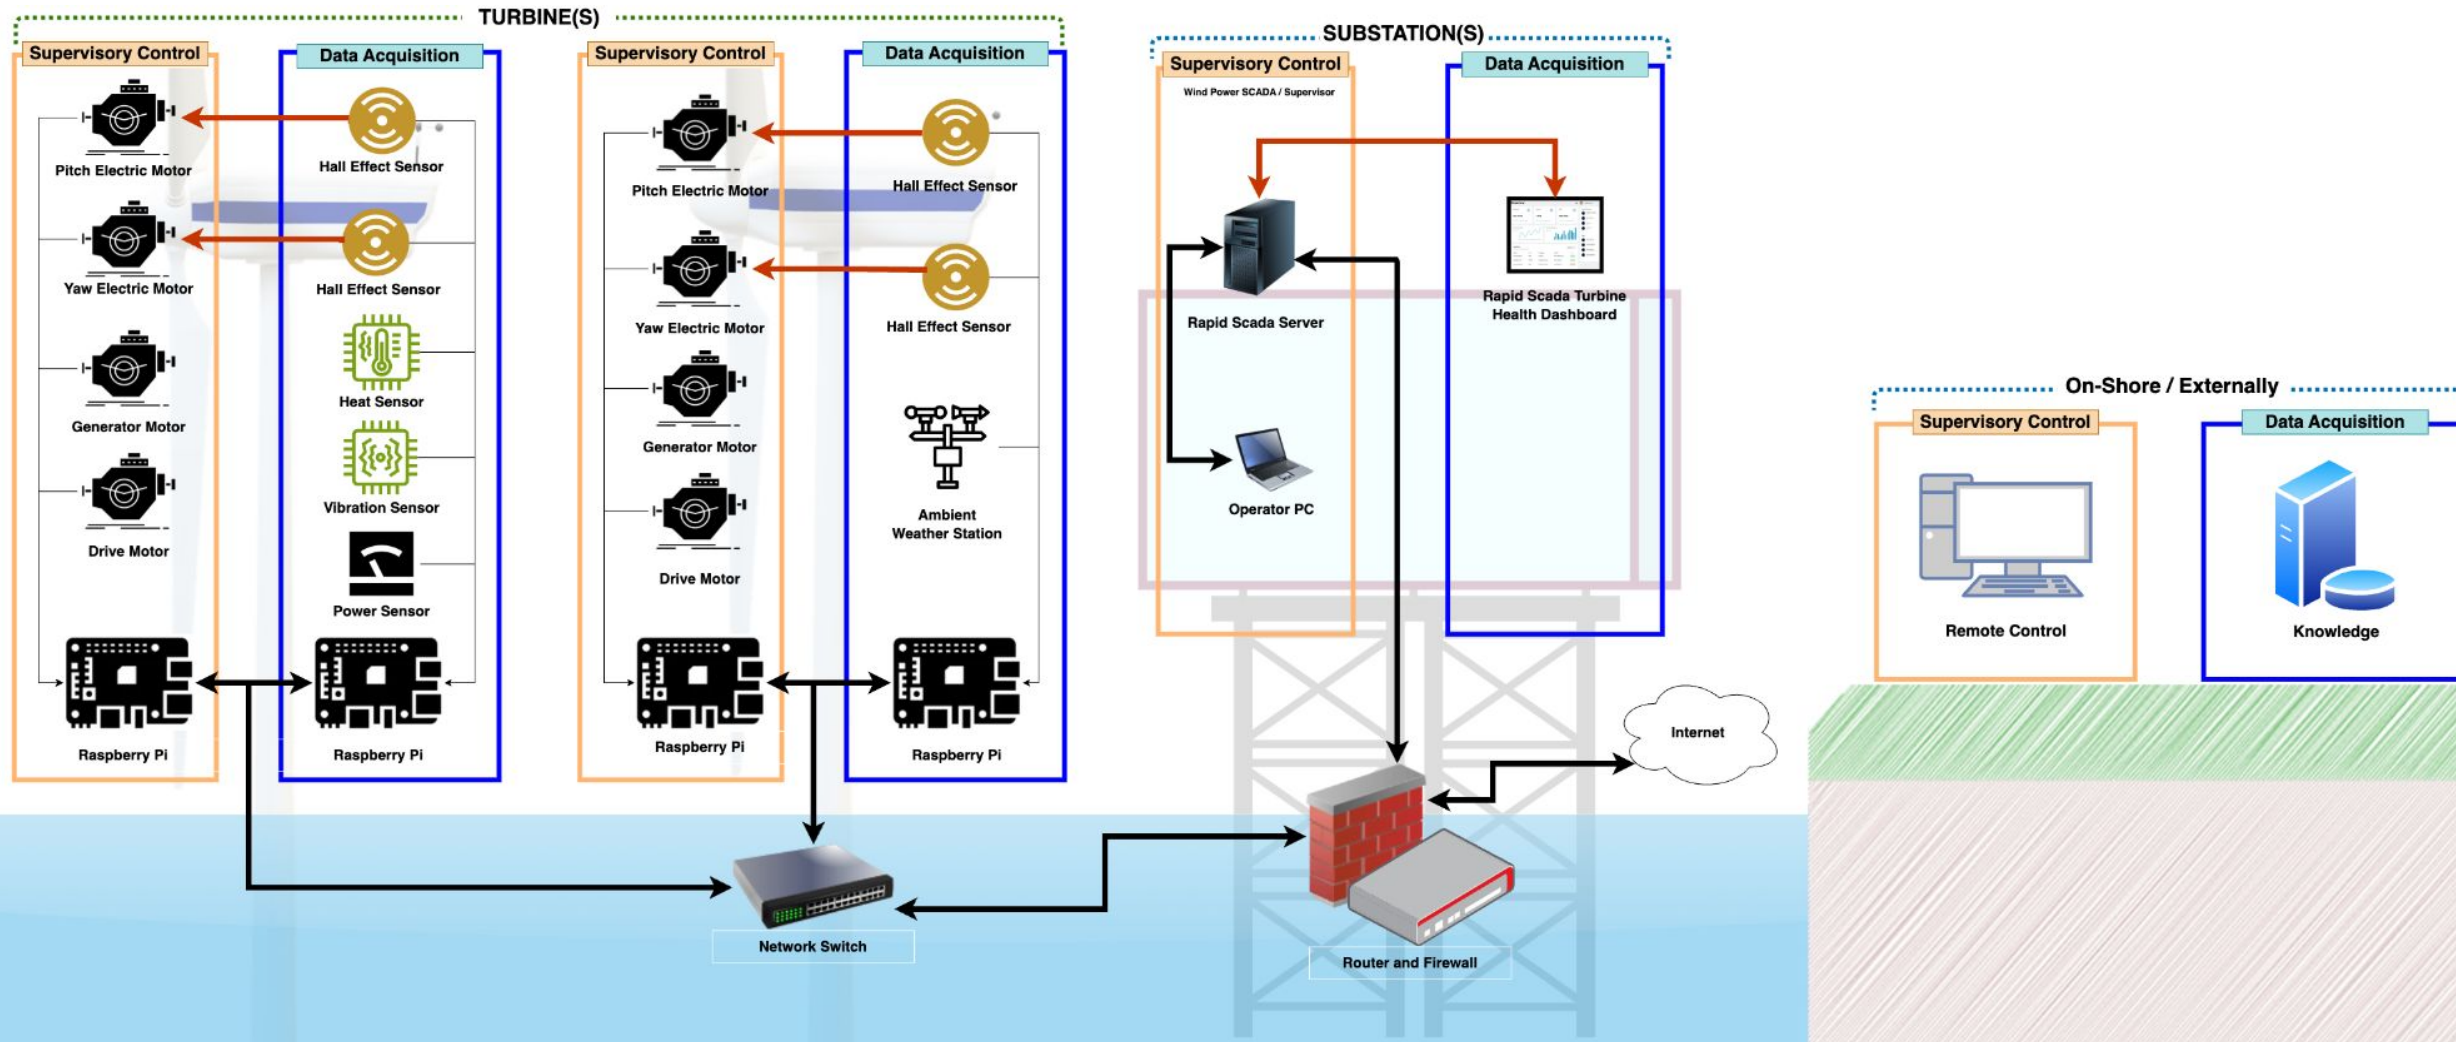 TURBINE(S)
Supervisory Control
Pitch Electric Motor
Yaw Electric Motor
Generator Motor
Drive Motor
Raspberry Pi
Data Acquisition
Hall Effect Sensor
Hall Effect Sensor
Heat Sensor
Vibration Sensor
Power Sensor
Raspberry Pi
Supervisory Control
Pitch Electric Motor
Yaw Electric Motor
Generator Motor
Drive Motor
Raspberry Pi
Data Acquisition
Hall Effect Sensor
Hall Effect Sensor
Ambient
Weather Station
Raspberry Pi
Network Switch
SUBSTATION(S)
Supervisory Control
Wind Power SCADA / Supervisor
Rapid Scada Server
Operator PC
Data Acquisition
Rapid Scada Turbine
Health Dashboard
Router and Firewall
Internet
On-Shore / Externally
Supervisory Control
Remote Control
Data Acquisition
Knowledge